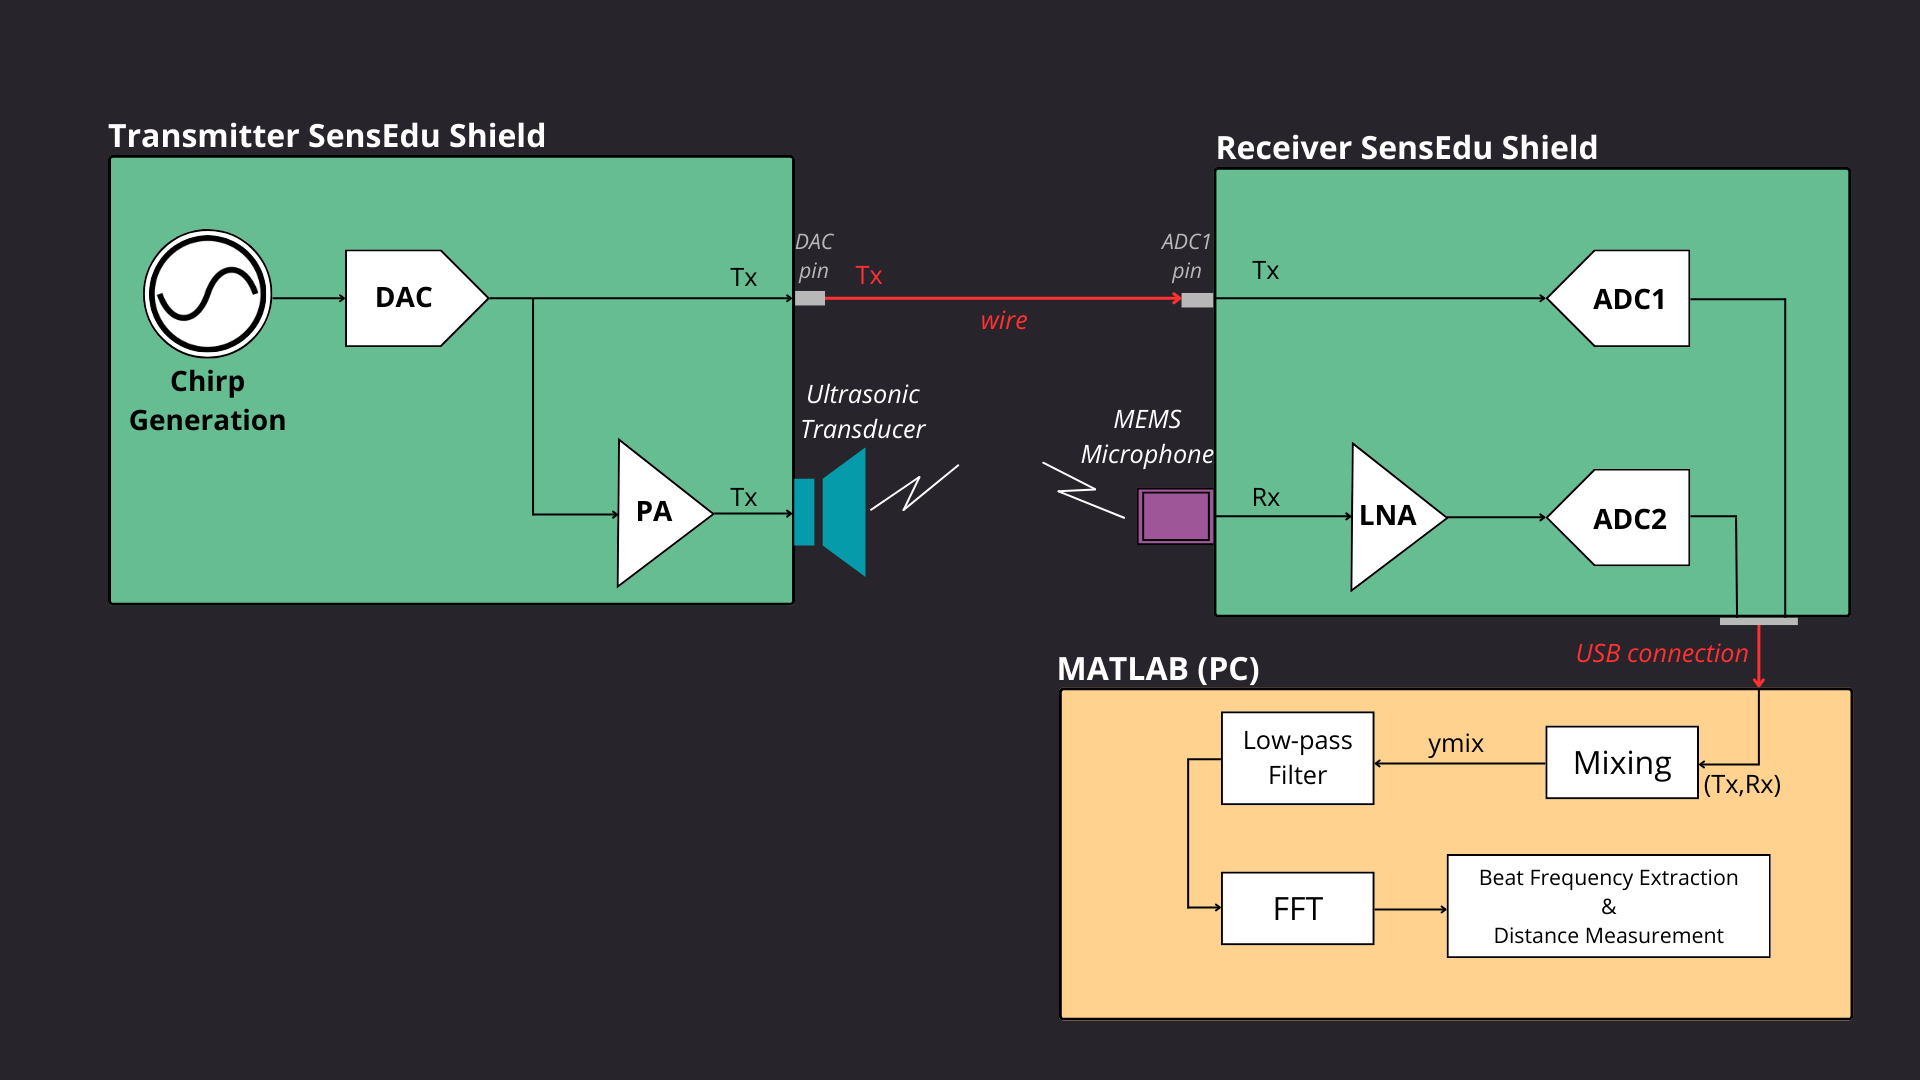 Transmitter SensEdu Shield
Receiver SensEdu Shield
Chirp
Generation
DAC
Tx
PA
Tx
DAC
pin
Tx
wire
ADC1
pin
Ultrasonic
Transducer
MEMS
Microphone
Tx
ADC1
Rx
LNA
ADC2
USB connection
MATLAB (PC)
(Tx,Rx)
Mixing
ymix
Low-pass
Filter
FFT
Beat Frequency Extraction
&
Distance Measurement